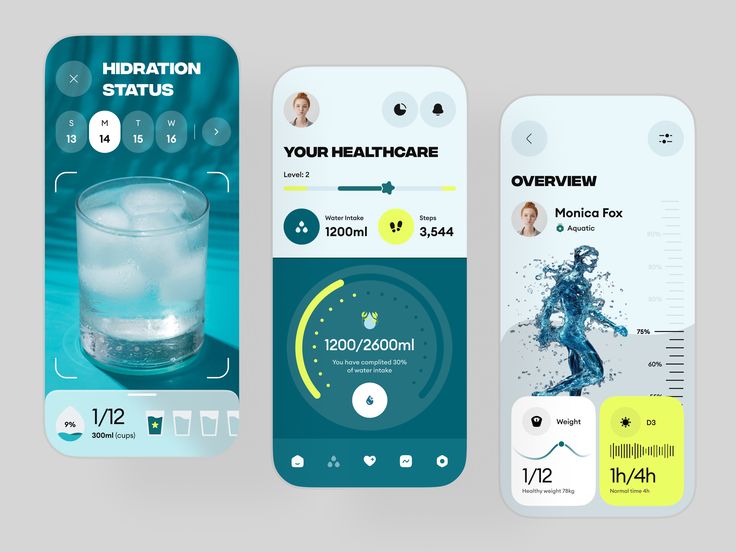 HIDRATION
STATUS
S
M
T
W
13
14
15
16
9%
1/12
300ml (cups)
YOUR HEALTHCARE
Level: 2
Water Intake
1200ml
Steps
3,544
1200/2600ml
You have complited 30%
of water intake
OVERVIEW
Monica Fox
Aquatic
90%
80%
75%
60%
Weight
1/12
Healthy weight 78kg
D3
1h/4h
Normal time 4h